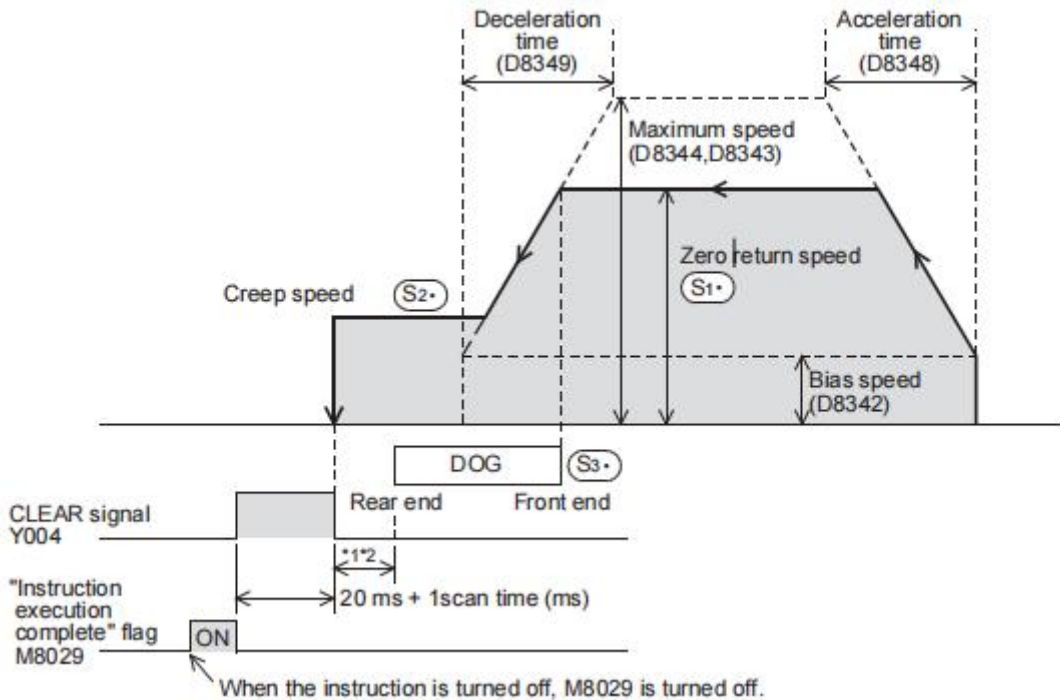 Deceleration
time
(D8349)
Acceleration
time
(D8348)
Maximum speed
(D8344,D8343)
Zero return speed
S1•
Creep speed
S2•
Bias speed
(D8342)
DOG
S3•
Rear end
Front end
CLEAR signal
Y004
*1*2
20 ms + 1scan time (ms)
"Instruction
execution
complete" flag
M8029
ON
When the instruction is turned off, M8029 is turned off.